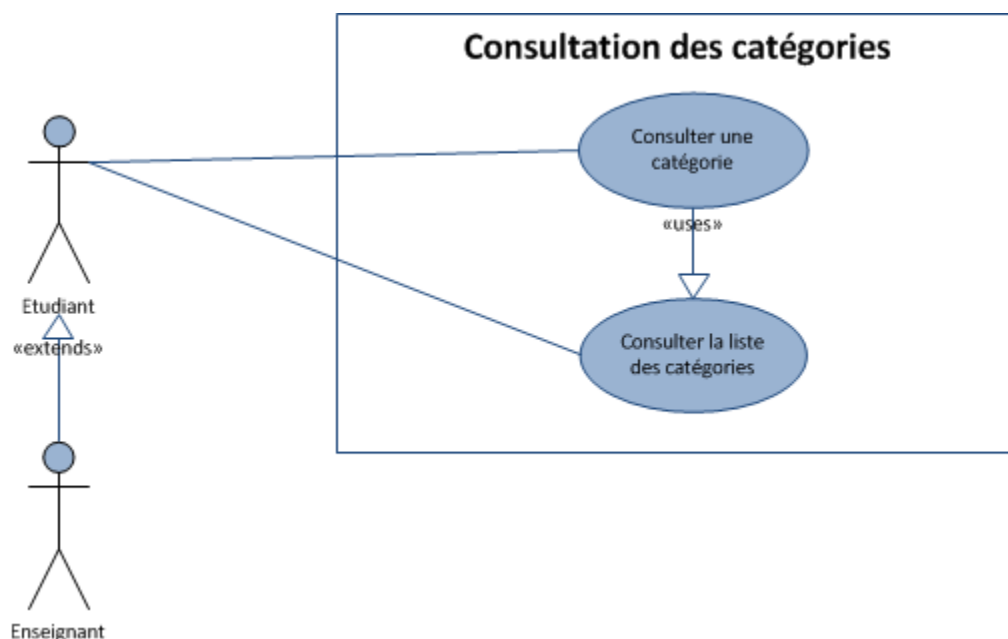 Consultation des catégories
Consulter une
catégorie
«uses»
Etudiant
«extends»
Consulter la liste
des catégories
Enseignant